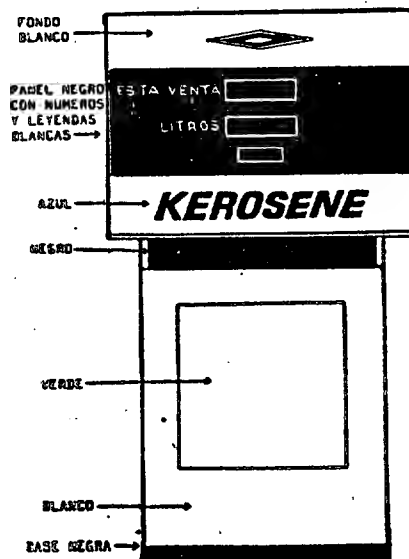 FONDO
BLANCO
PANEL NEGRO
CON NUMEROS
Y LEYENDAS
BLANCAS
ESTA VENTA
LITROS
AZUL
KEROSENE
NEGRO
VERDE
BLANCO
BASE NEGRA